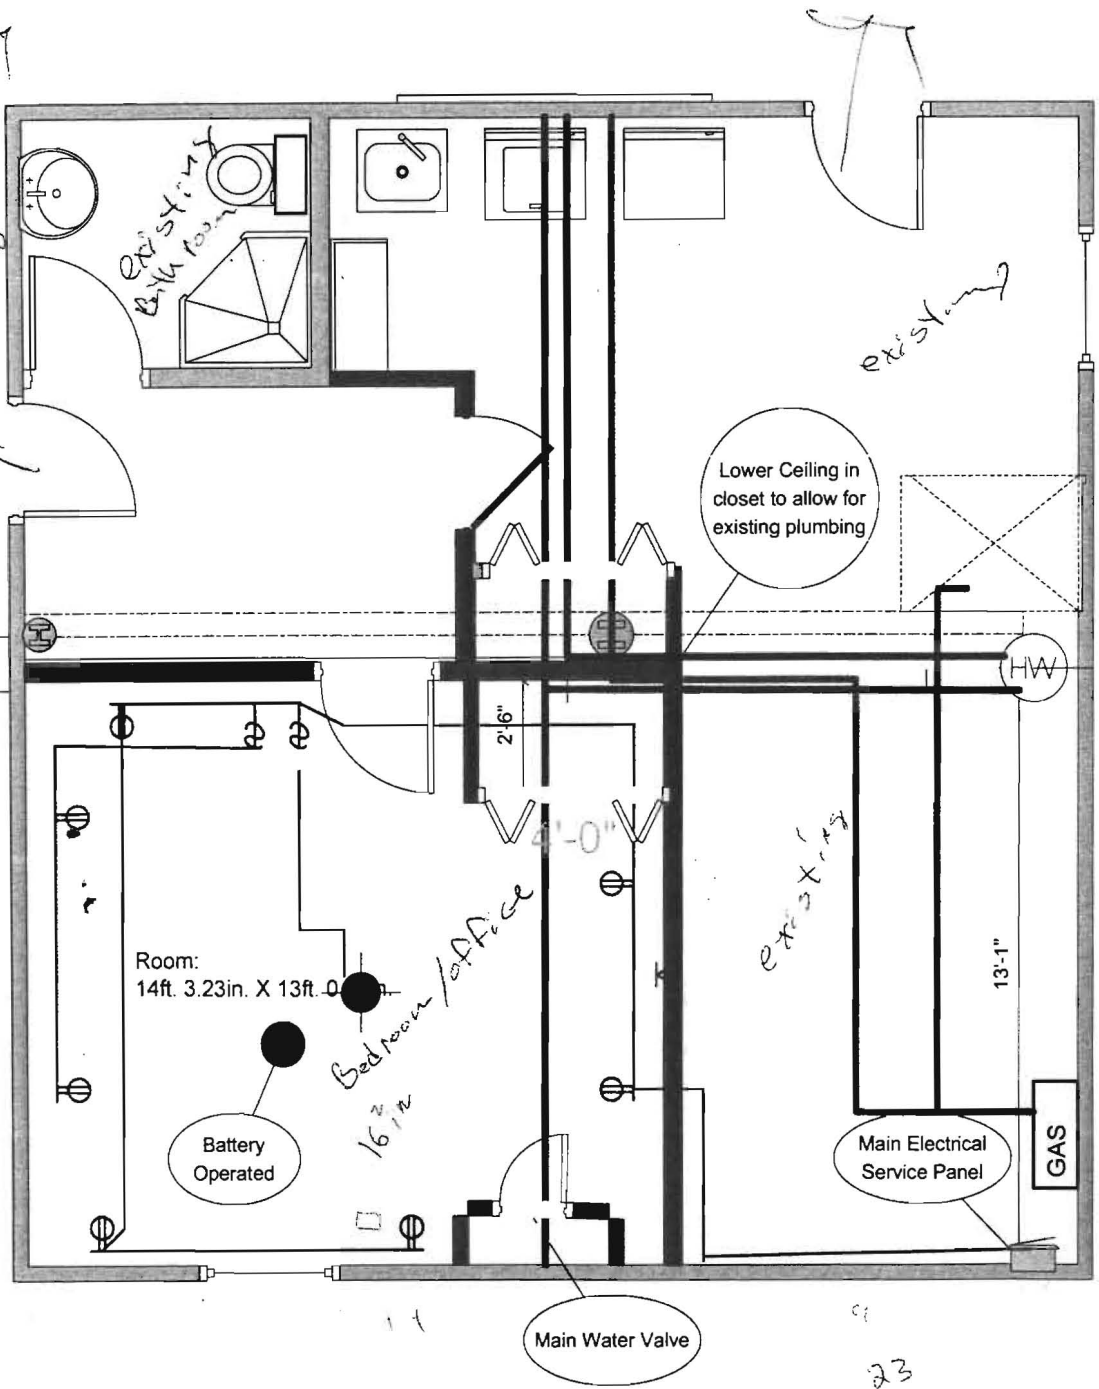 existing
Bath room
existing
Lower Ceiling in
closet to allow for
existing plumbing
HW
2'-6"
4'-0"
existing
Room:
14ft. 3.23in. X 13ft. 0
Bedroom / office
13'-1"
Battery
Operated
Main Electrical
Service Panel
GAS
Main Water Valve
23